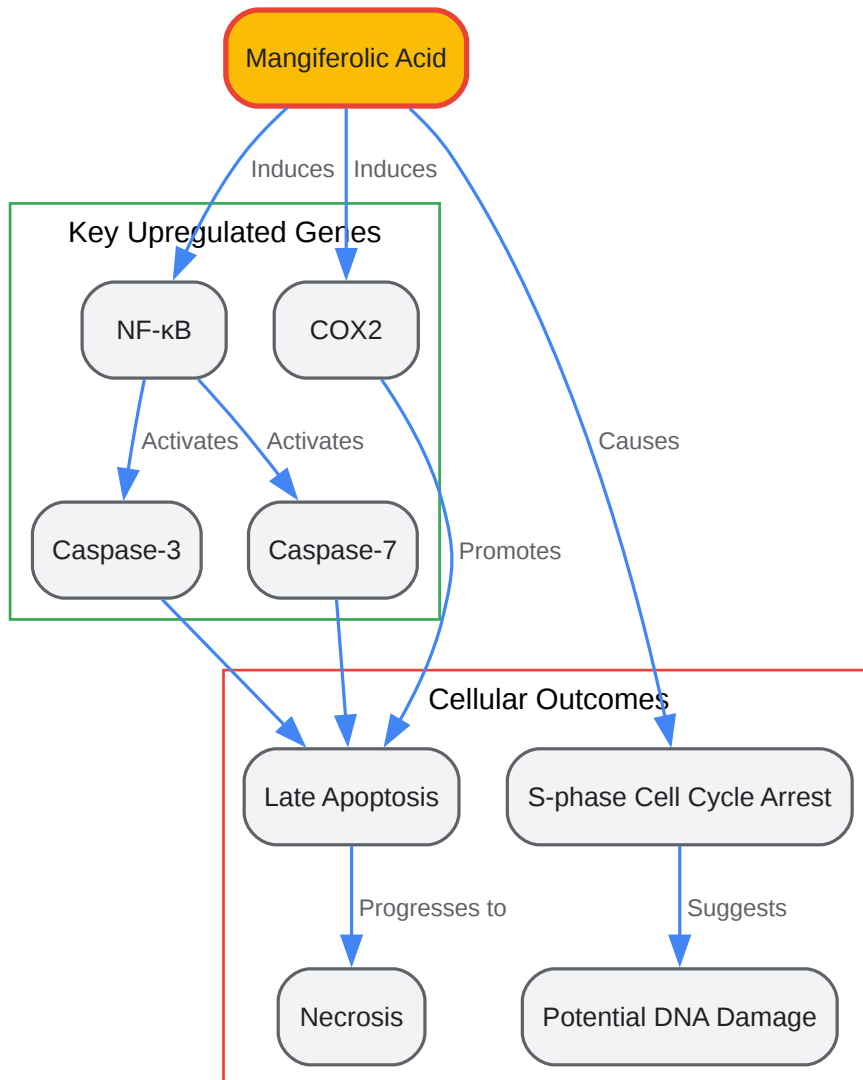 Mangiferolic Acid
Induces
Induces
Key Upregulated Genes
NF-κB
COX2
Activates
Activates
Causes
Caspase-3
Caspase-7
Promotes
Cellular Outcomes
Late Apoptosis
S-phase Cell Cycle Arrest
Progresses to
Suggests
Necrosis
Potential DNA Damage